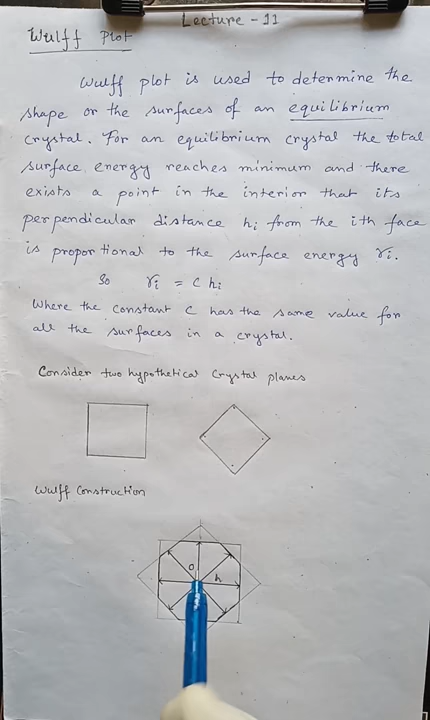 Lecture - 11
Wulff Plot
Wulff plot is used to determine the
shape or the surfaces of an equilibrium
crystal. For an equilibrium crystal the total
surface energy reaches minimum and there
exists a point in the interior that its
perpendicular distance hi from the ith face
is proportional to the surface energy γi.
So γi = C hi
Where the constant C has the same value for
all the surfaces in a crystal.
Consider two hypothetical Crystal planes
Wulff Construction
O
h